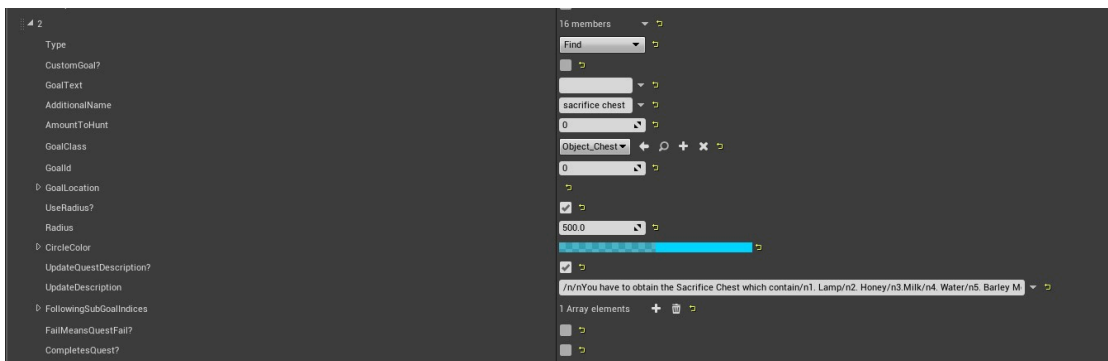 2 16 members
Type Find
CustomGoal?
GoalText
AdditionalName sacrifice chest
AmountToHunt 0
GoalClass Object_Chest
GoalId 0
GoalLocation
UseRadius?
Radius 500.0
CircleColor
UpdateQuestDescription?
UpdateDescription /n/nYou have to obtain the Sacrifice Chest which contain/n1. Lamp/n2. Honey/n3.Milk/n4. Water/n5. Barley M
FollowingSubGoalIndices 1 Array elements
FailMeansQuestFail?
CompletesQuest?